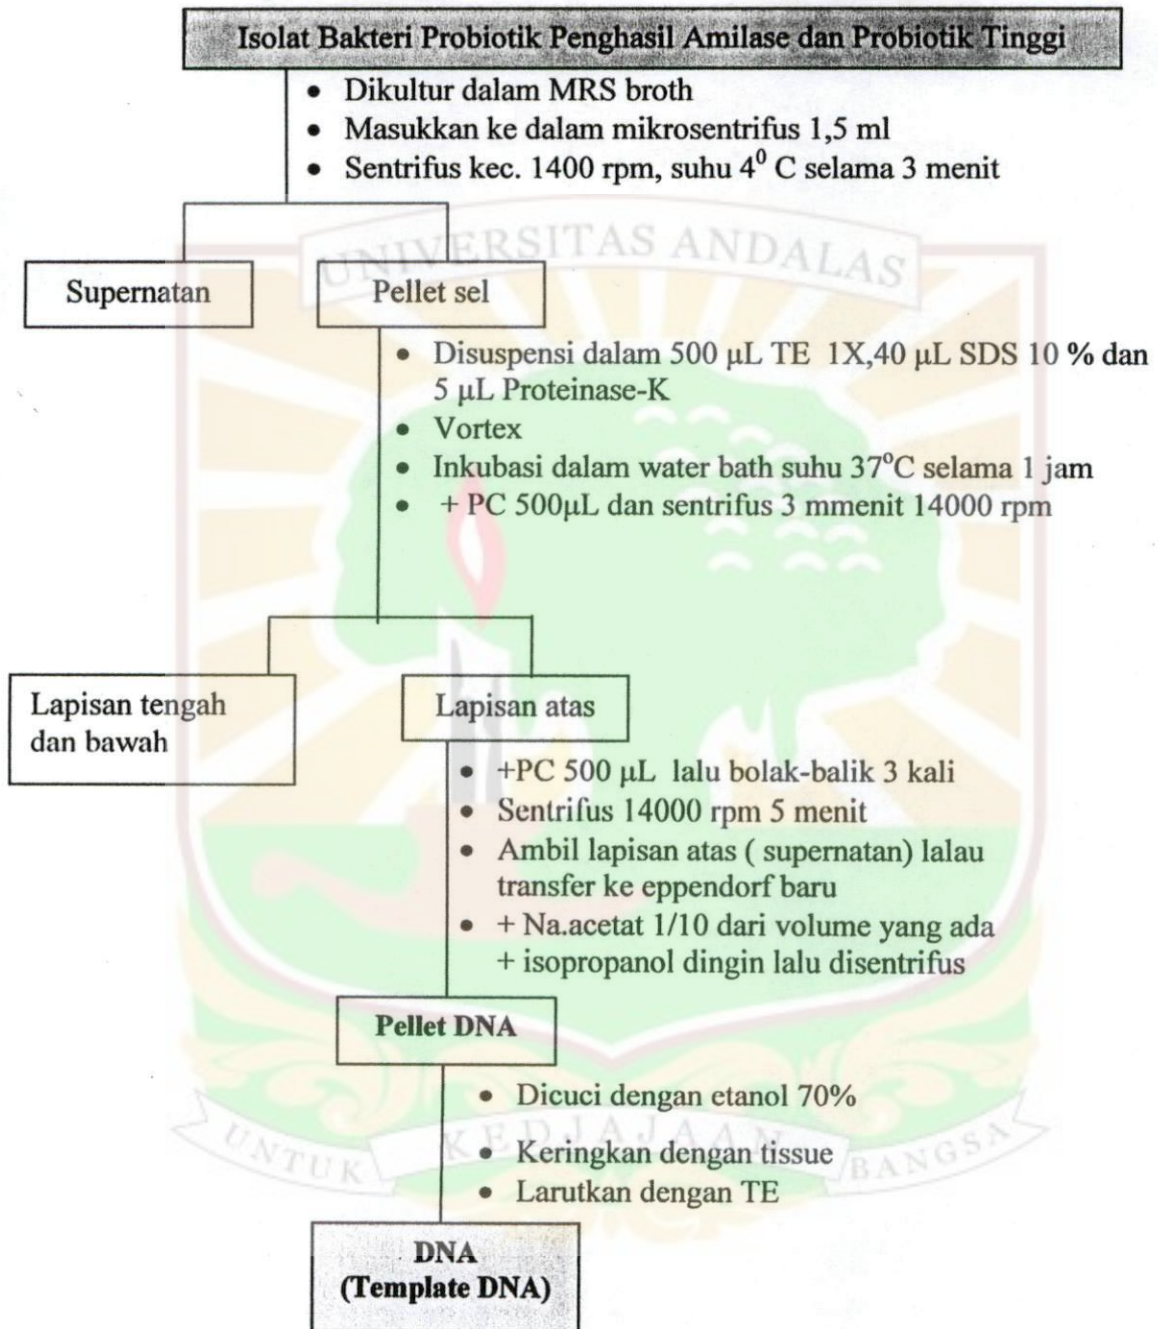 Isolat Bakteri Probiotik Penghasil Amilase dan Probiotik Tinggi
• Dikultur dalam MRS broth
• Masukkan ke dalam mikrosentrifus 1,5 ml
• Sentrifus kec. 1400 rpm, suhu 4⁰ C selama 3 menit
UNIVERSITAS ANDALAS
Supernatan
Pellet sel
• Disuspensi dalam 500 µL TE 1X,40 µL SDS 10 % dan
5 µL Proteinase-K
• Vortex
• Inkubasi dalam water bath suhu 37°C selama 1 jam
• + PC 500µL dan sentrifus 3 mmenit 14000 rpm
Lapisan tengah
dan bawah
Lapisan atas
• +PC 500 µL lalu bolak-balik 3 kali
• Sentrifus 14000 rpm 5 menit
• Ambil lapisan atas ( supernatan) lalau
transfer ke eppendorf baru
• + Na.acetat 1/10 dari volume yang ada
+ isopropanol dingin lalu disentrifus
Pellet DNA
• Dicuci dengan etanol 70%
UNTUK KEDJAJAAN BANGSA
• Keringkan dengan tissue
• Larutkan dengan TE
DNA
(Template DNA)